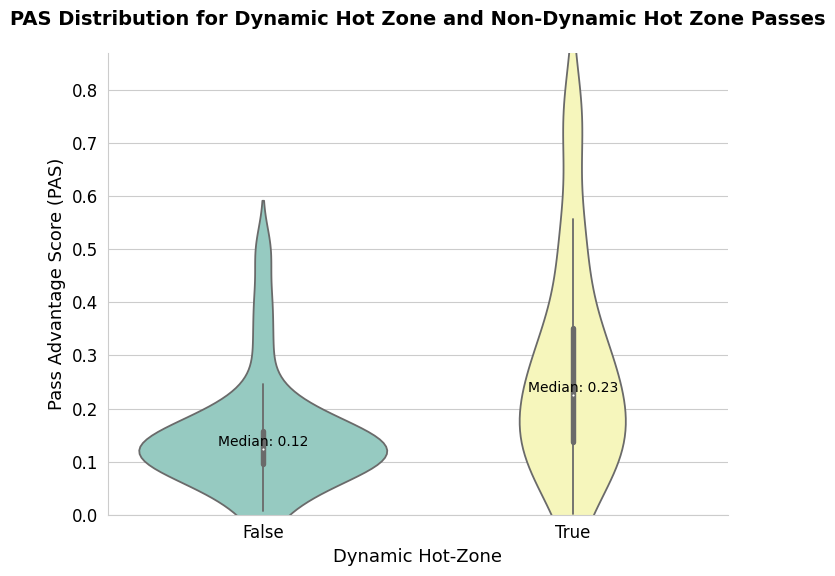 PAS Distribution for Dynamic Hot Zone and Non-Dynamic Hot Zone Passes
Pass Advantage Score (PAS)
0.8
0.7
0.6
0.5
0.4
0.3
0.2
0.1
0.0
Median: 0.12
Median: 0.23
False
True
Dynamic Hot-Zone